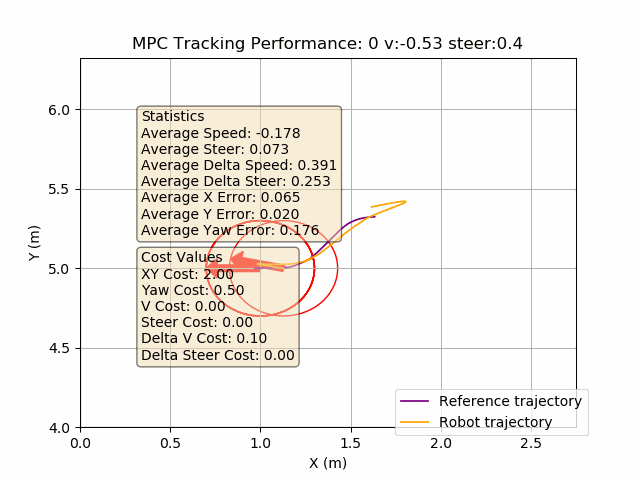 MPC Tracking Performance: 0 v:-0.53 steer:0.4
Statistics
Average Speed: -0.178
Average Steer: 0.073
Average Delta Speed: 0.391
Average Delta Steer: 0.253
Average X Error: 0.065
Average Y Error: 0.020
Average Yaw Error: 0.176
Cost Values
XY Cost: 2.00
Yaw Cost: 0.50
V Cost: 0.00
Steer Cost: 0.00
Delta V Cost: 0.10
Delta Steer Cost: 0.00
Y (m)
6.0
5.5
5.0
4.5
4.0
Reference trajectory
Robot trajectory
0.0 0.5 1.0 1.5 2.0 2.5
X (m)